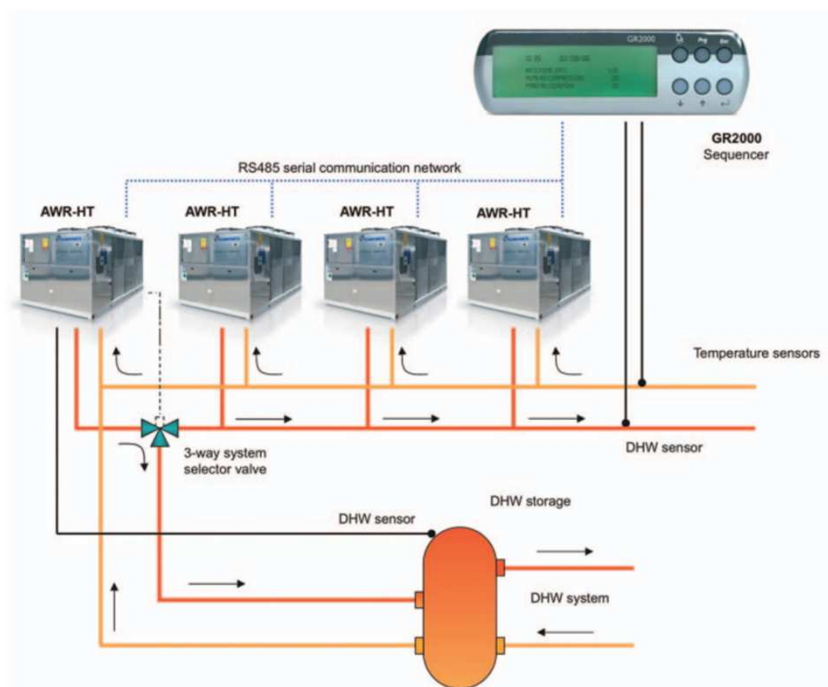 GR2000
Prg
GR2000
Sequencer
RS485 serial communication network
AWR-HT
AWR-HT
AWR-HT
AWR-HT
Temperature sensors
3-way system
selector valve
DHW sensor
DHW sensor
DHW storage
DHW system